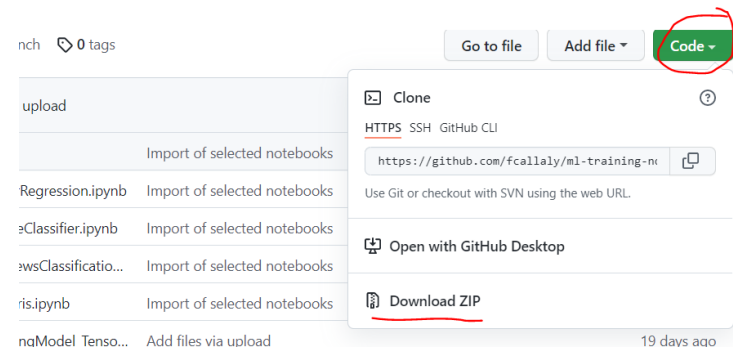 nch 0 tags Go to file Add file Code
upload
Clone
HTTPS SSH GitHub CLI
https://github.com/fcallaly/ml-training-no
Use Git or checkout with SVN using the web URL.
Open with GitHub Desktop
Download ZIP
Import of selected notebooks
Regression.ipynb Import of selected notebooks
eClassifier.ipynb Import of selected notebooks
ewsClassificatio... Import of selected notebooks
ris.ipynb Import of selected notebooks
ngModel_Tenso... Add files via upload 19 days ago